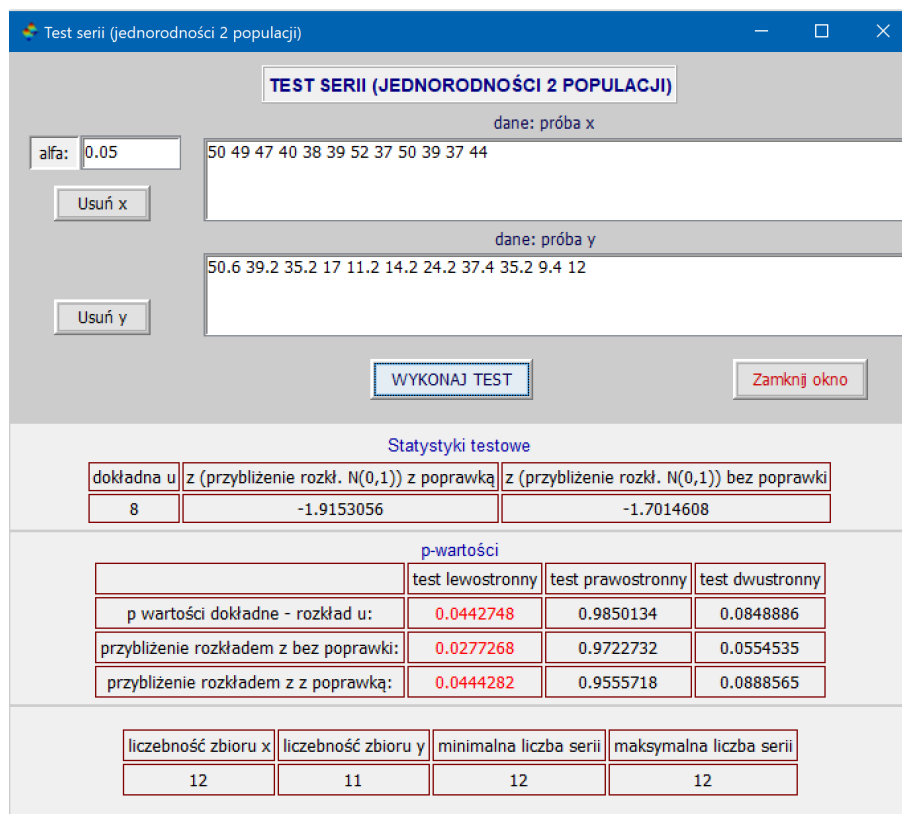 Test serii (jednorodności 2 populacji)
TEST SERII (JEDNORODNOŚCI 2 POPULACJI)
dane: próba x
alfa: 0.05
50 49 47 40 38 39 52 37 50 39 37 44
Usuń x
dane: próba y
50.6 39.2 35.2 17 11.2 14.2 24.2 37.4 35.2 9.4 12
Usuń y
WYKONAJ TEST Zamknij okno
Statystyki testowe
dokładna u z (przybliżenie rozkł. N(0,1)) z poprawką z (przybliżenie rozkł. N(0,1)) bez poprawki
8 -1.9153056 -1.7014608
p-wartości
test lewostronny test prawostronny test dwustronny
p wartości dokładne - rozkład u: 0.0442748 0.9850134 0.0848886
przybliżenie rozkładem z bez poprawki: 0.0277268 0.9722732 0.0554535
przybliżenie rozkładem z z poprawką: 0.0444282 0.9555718 0.0888565
liczebność zbioru x liczebność zbioru y minimalna liczba serii maksymalna liczba serii
12 11 12 12